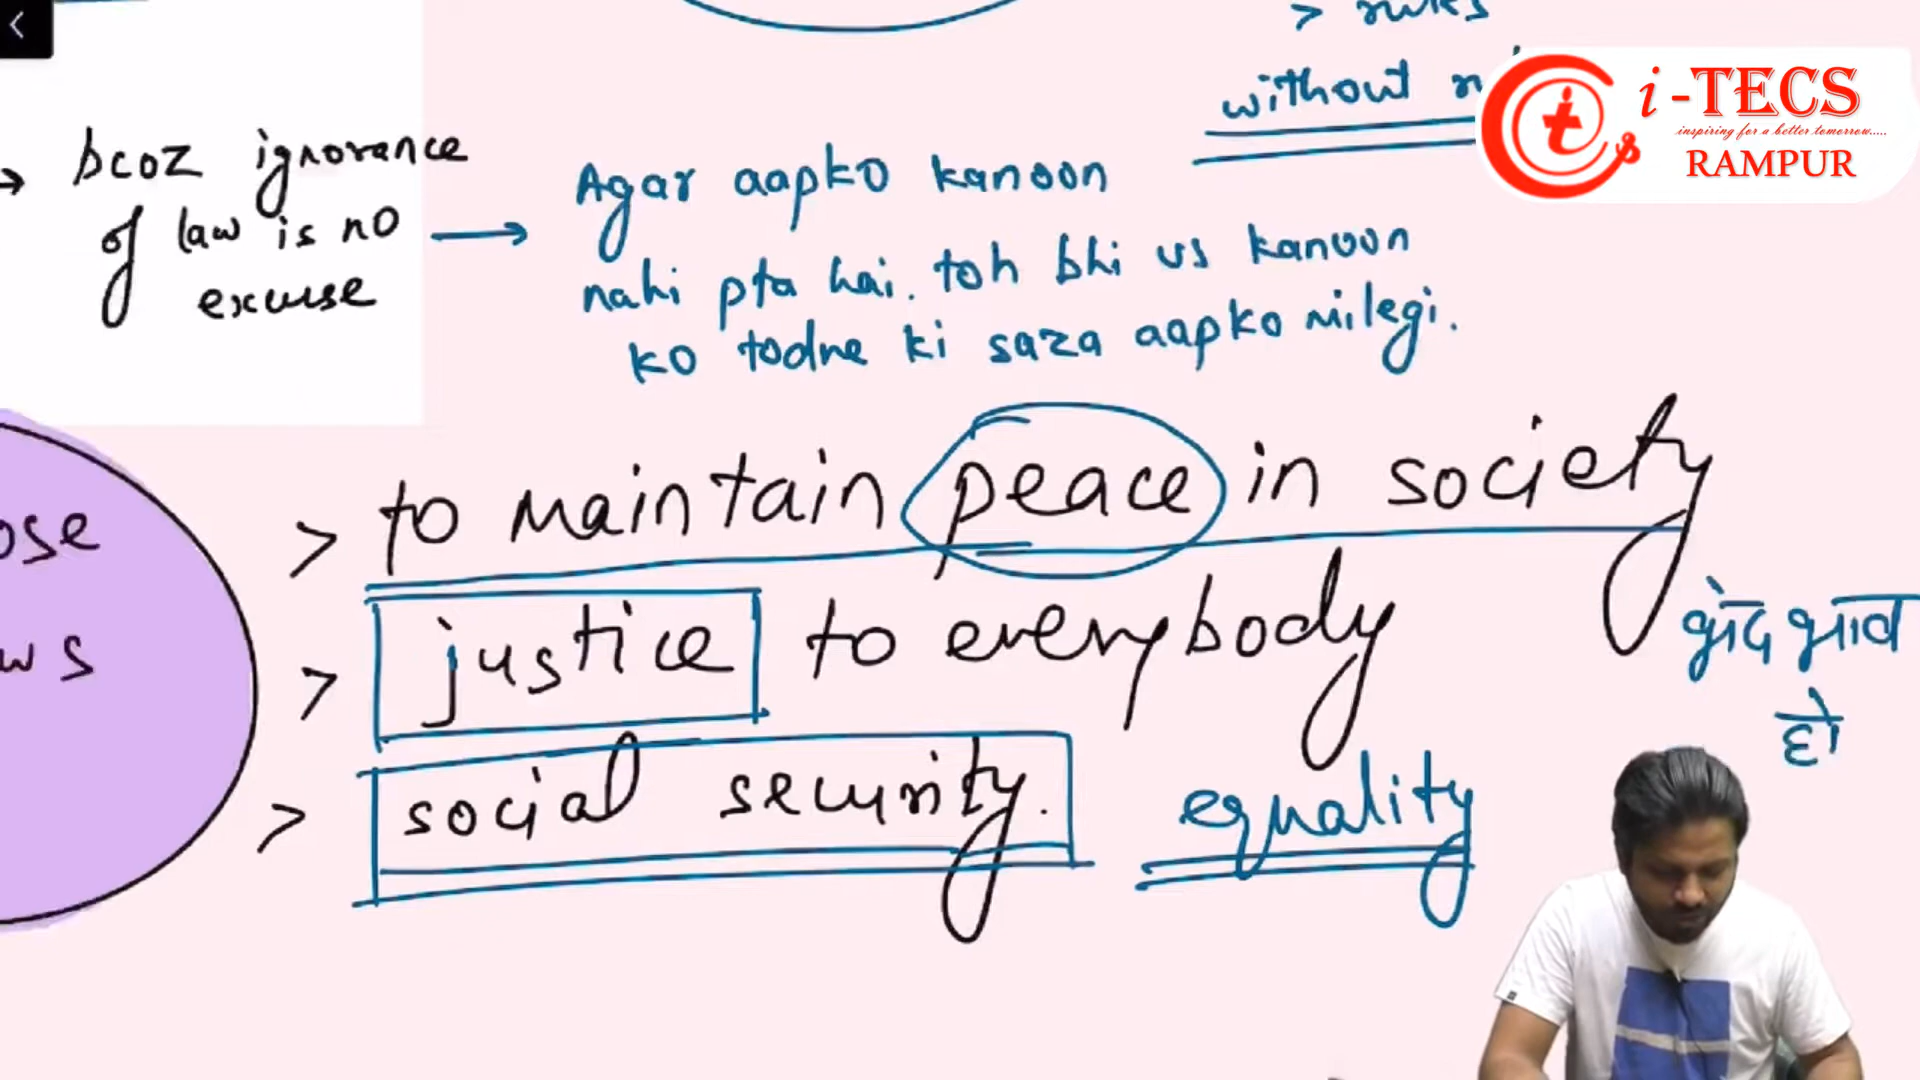 > rules
without
i-TECS
inspiring for a better tomorrow.....
RAMPUR
→ bcoz ignorance
of law is no
excuse
→ Agar aapko kanoon
nahi pta hai. toh bhi us kanoon
ko todne ki saza aapko milegi.
> to maintain peace in society
> justice to everybody
> social security.
equality
हो
ose
ws